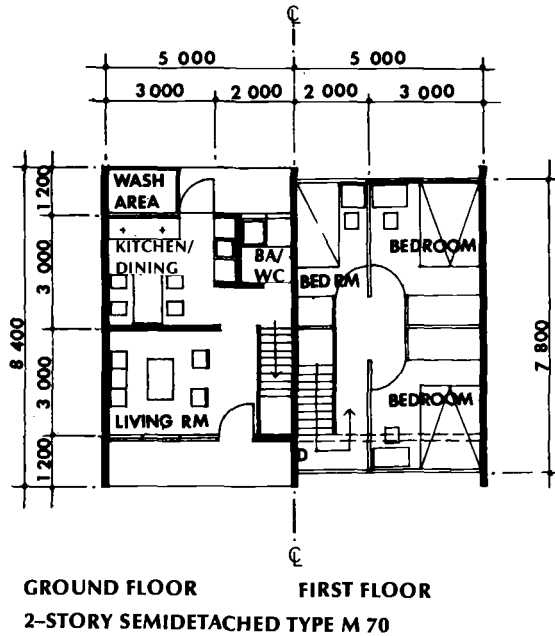 ℄
5 000 5 000
3 000 2 000 2 000 3 000
1 200
3 000
3 000
1 200
8 400
7 800
WASH
AREA
KITCHEN/
DINING
BA/
WC
LIVING RM
BED RM
BEDROOM
BEDROOM
D
℄
GROUND FLOOR FIRST FLOOR
2–STORY SEMIDETACHED TYPE M 70